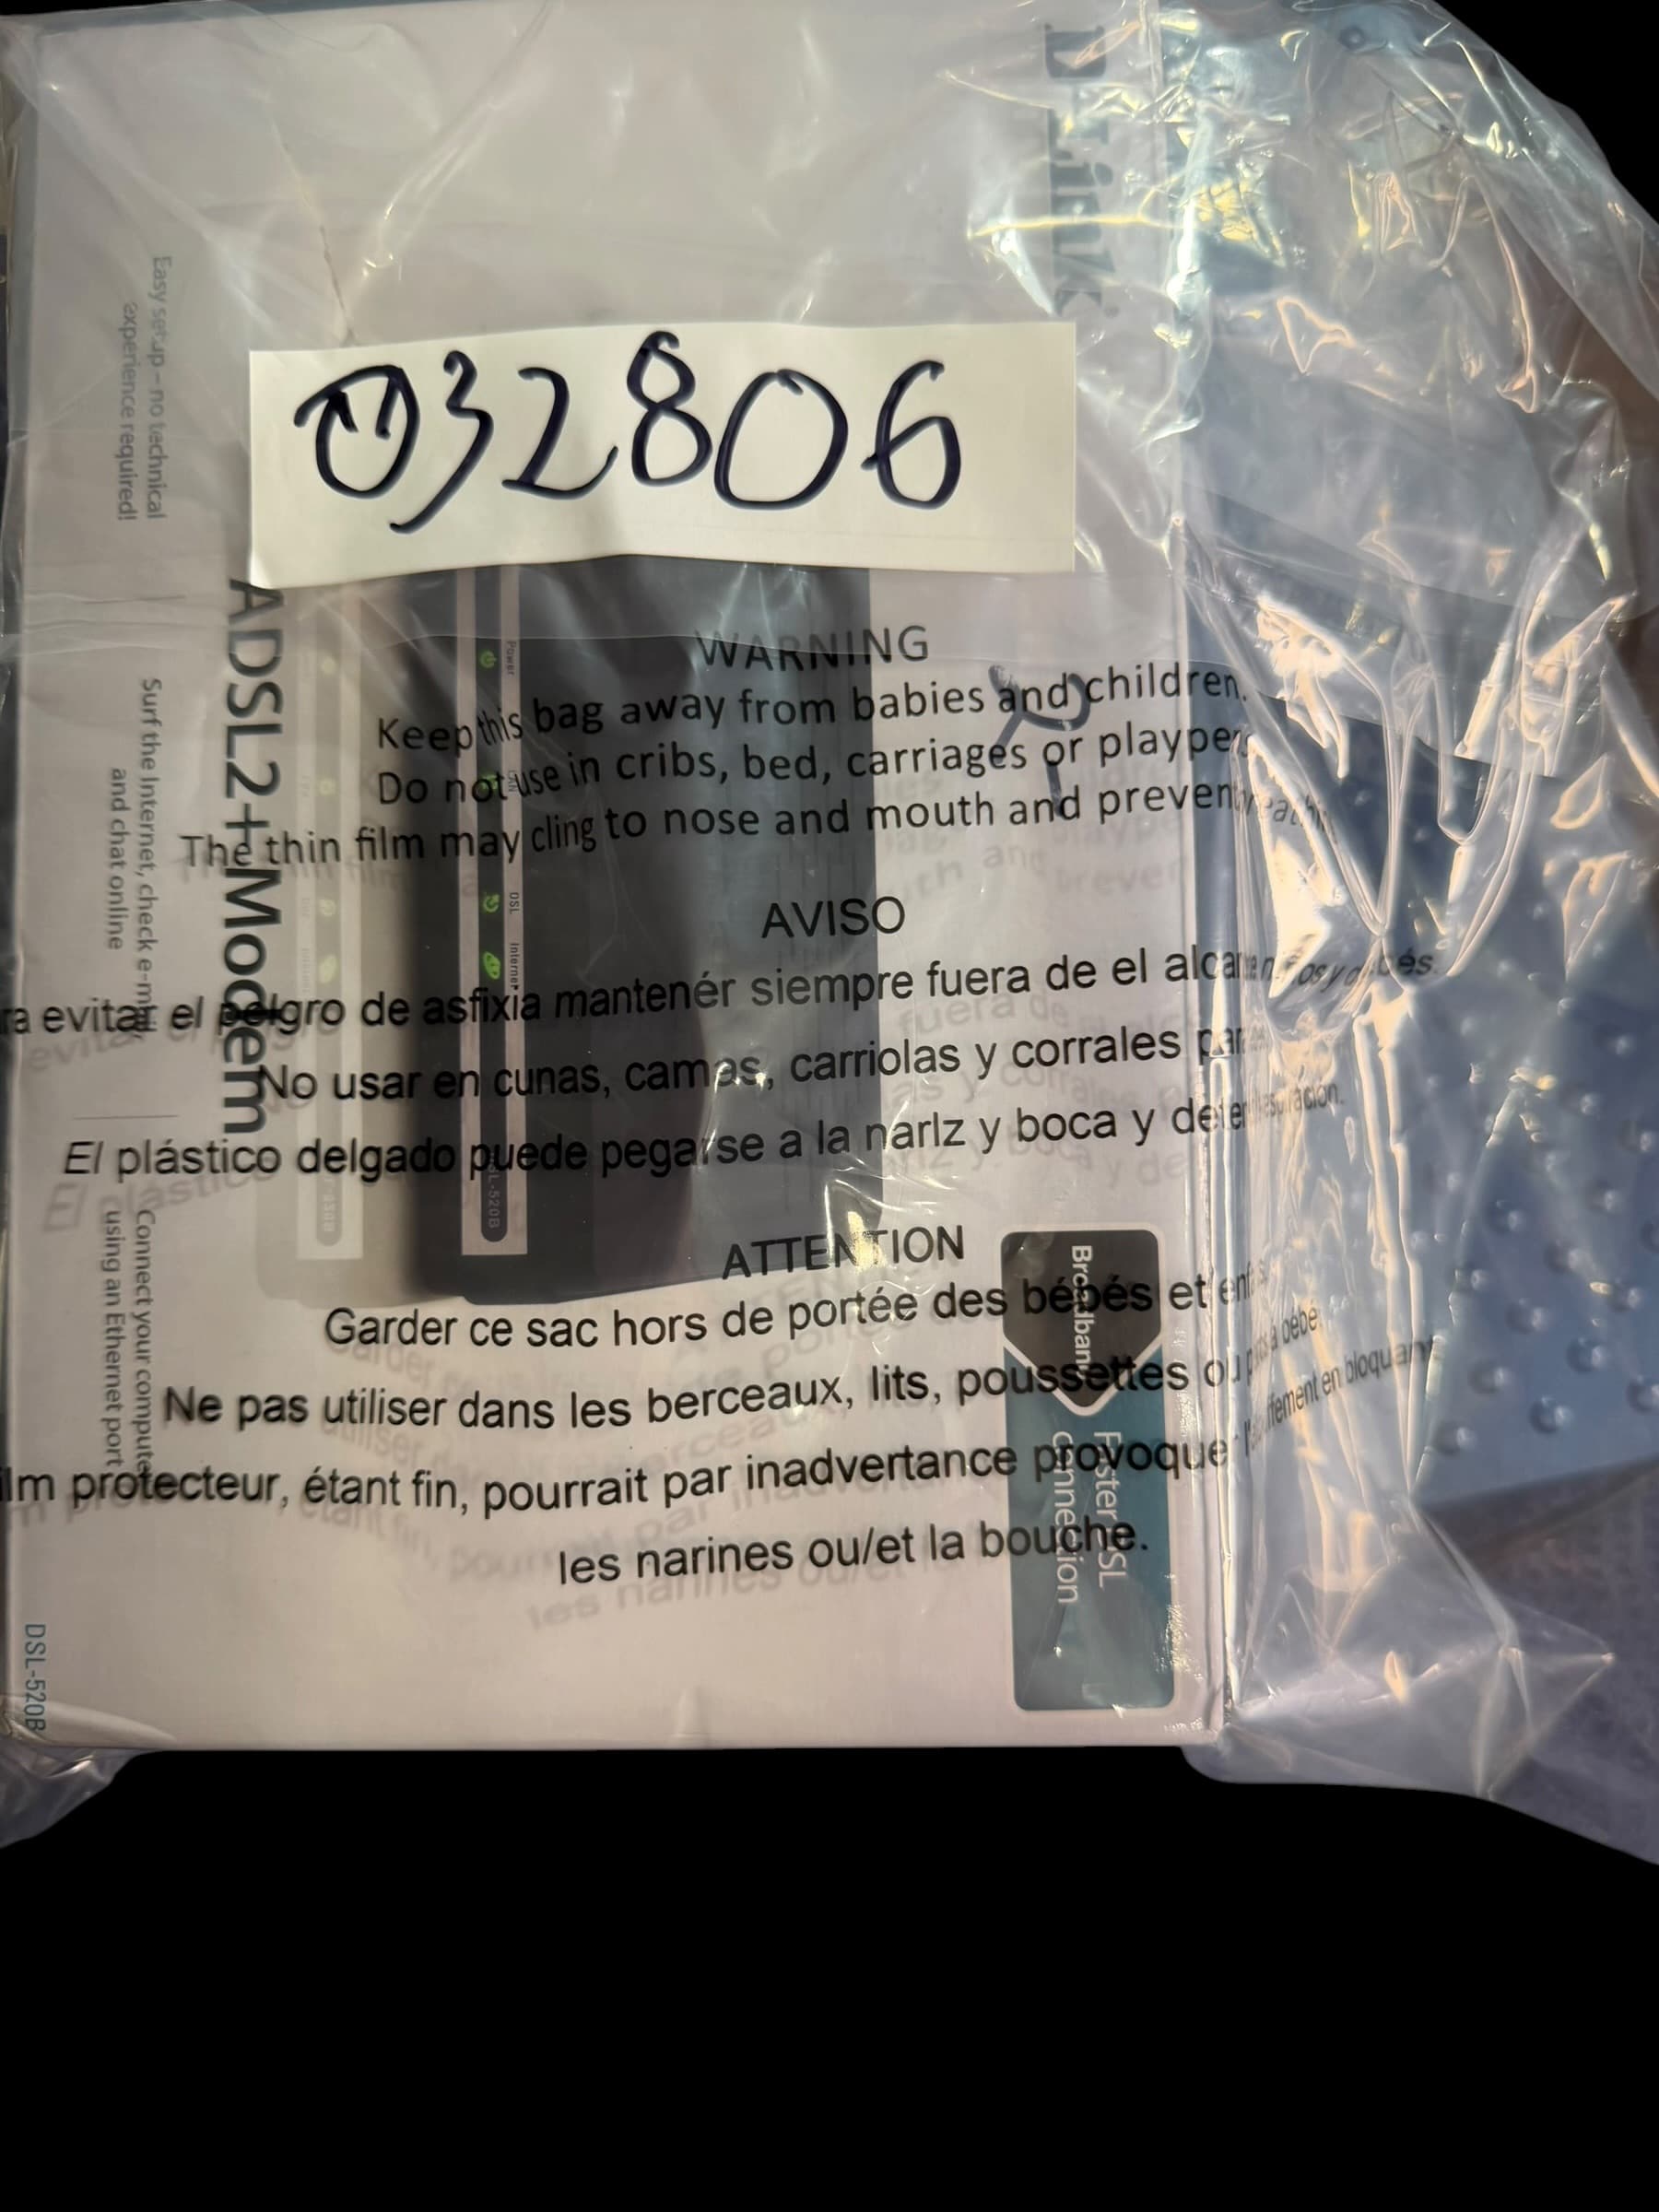 D-Link
032806
WARNING
Keep this bag away from babies and children.
Do not use in cribs, bed, carriages or playpens
The thin film may cling to nose and mouth and prevent
AVISO
ra evitar el pelgro de asfixia mantenér siempre fuera de el
No usar en cunas, camas, carriolas y corrales
El plástico delgado puede pegarse a la narlz y boca y
ATTENTION
Garder ce sac hors de portée des bébés et
Ne pas utiliser dans les berceaux, lits, poussettes ou à bébé
lm protecteur, étant fin, pourrait par inadvertance en
les narines ou/et la bouche.
Broadband
Faster DSL
Connection
Power
DSL
Internet
DSL-520B
ADSL2+ Modem
Easy setup – no technical
experience required!
Surf the Internet, check e-mail
and chat online
Connect your computer
using an Ethernet port
DSL-520B